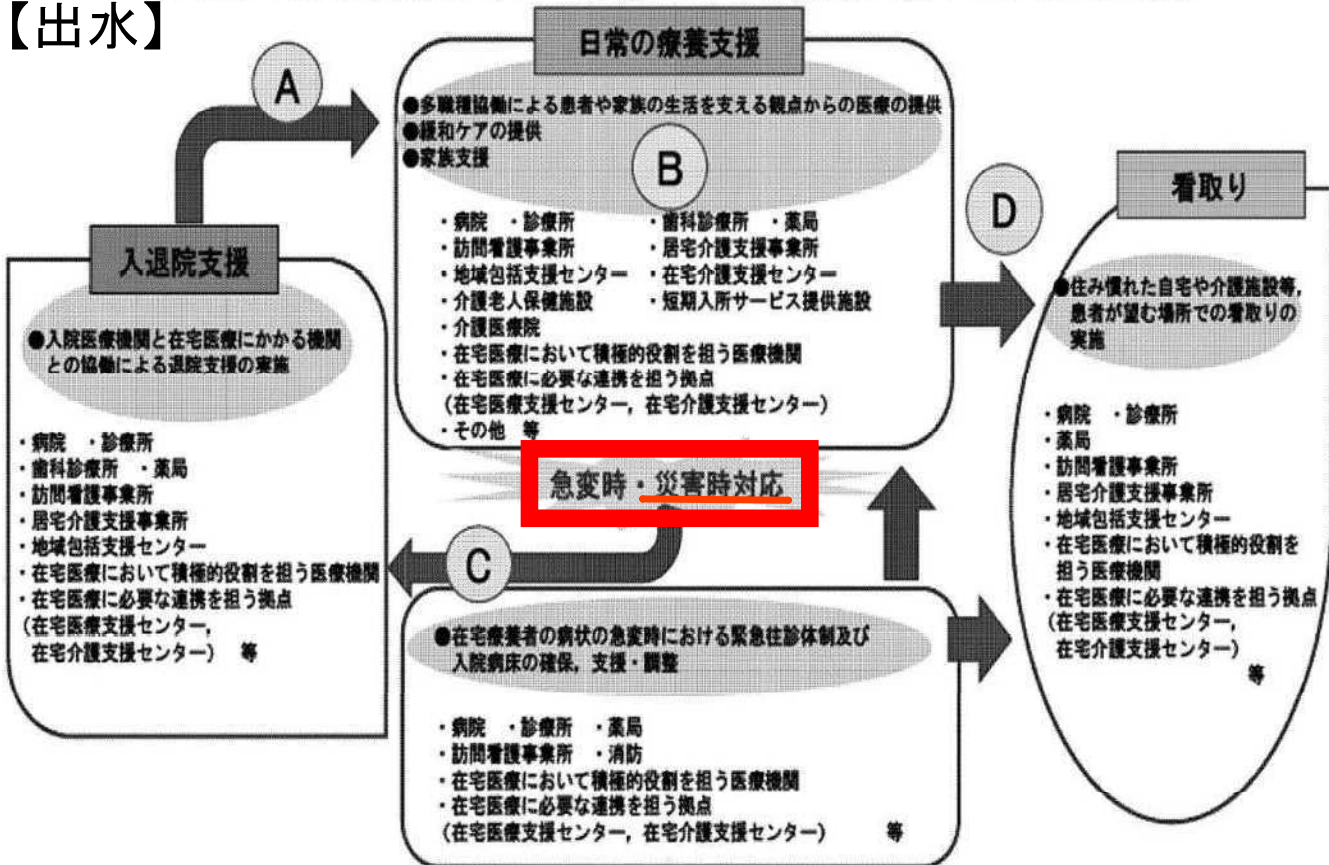 【出水】
日常の療養支援
A
●多職種協働による患者や家族の生活を支える観点からの医療の提供
●緩和ケアの提供
●家族支援
B
・病院 ・診療所 ・歯科診療所 ・薬局
・訪問看護事業所 ・居宅介護支援事業所
・地域包括支援センター ・在宅介護支援センター
・介護老人保健施設 ・短期入所サービス提供施設
・介護医療院
・在宅医療において積極的役割を担う医療機関
・在宅医療に必要な連携を担う拠点
(在宅医療支援センター,在宅介護支援センター)
・その他 等
入退院支援
●入院医療機関と在宅医療にかかる機関
との協働による退院支援の実施
・病院 ・診療所
・歯科診療所 ・薬局
・訪問看護事業所
・居宅介護支援事業所
・地域包括支援センター
・在宅医療において積極的役割を担う医療機関
・在宅医療に必要な連携を担う拠点
(在宅医療支援センター,
在宅介護支援センター) 等
急変時・災害時対応
C
●在宅療養者の病状の急変時における緊急往診体制及び
入院病床の確保,支援・調整
・病院 ・診療所 ・薬局
・訪問看護事業所 ・消防
・在宅医療において積極的役割を担う医療機関
・在宅医療に必要な連携を担う拠点
(在宅医療支援センター,在宅介護支援センター) 等
D
看取り
●住み慣れた自宅や介護施設等,
患者が望む場所での看取りの
実施
・病院 ・診療所
・薬局
・訪問看護事業所
・居宅介護支援事業所
・地域包括支援センター
・在宅医療において積極的役割を
担う医療機関
・在宅医療に必要な連携を担う拠点
(在宅医療支援センター,
在宅介護支援センター)
等